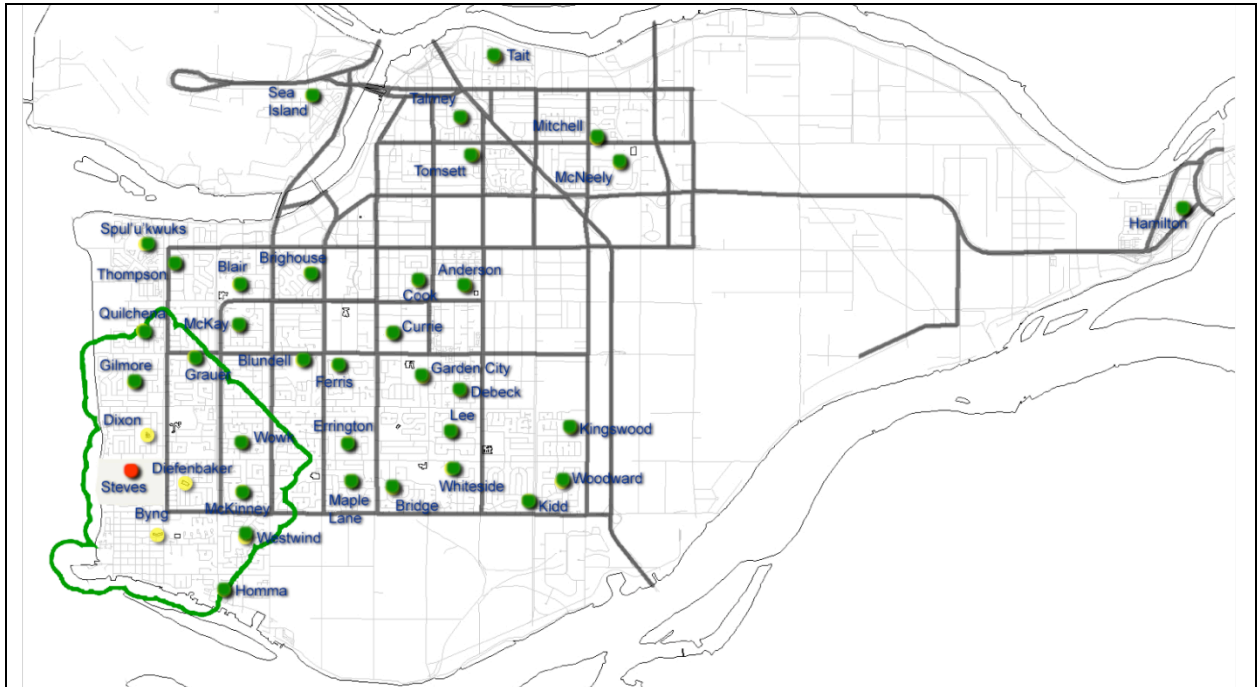 Tait
Sea
Island
Talmey
Mitchell
Tomsett
McNeely
Hamilton
Spul'u'kwuks
Thompson
Blair
Brighouse
Anderson
Cook
Quilchena
McKay
Currie
Gilmore
Grauer
Blundell
Ferris
Garden City
Debeck
Dixon
Wowk
Errington
Lee
Kingswood
Steves
Diefenbaker
McKinney
Maple
Lane
Bridge
Whiteside
Woodward
Kidd
Byng
Westwind
Homma